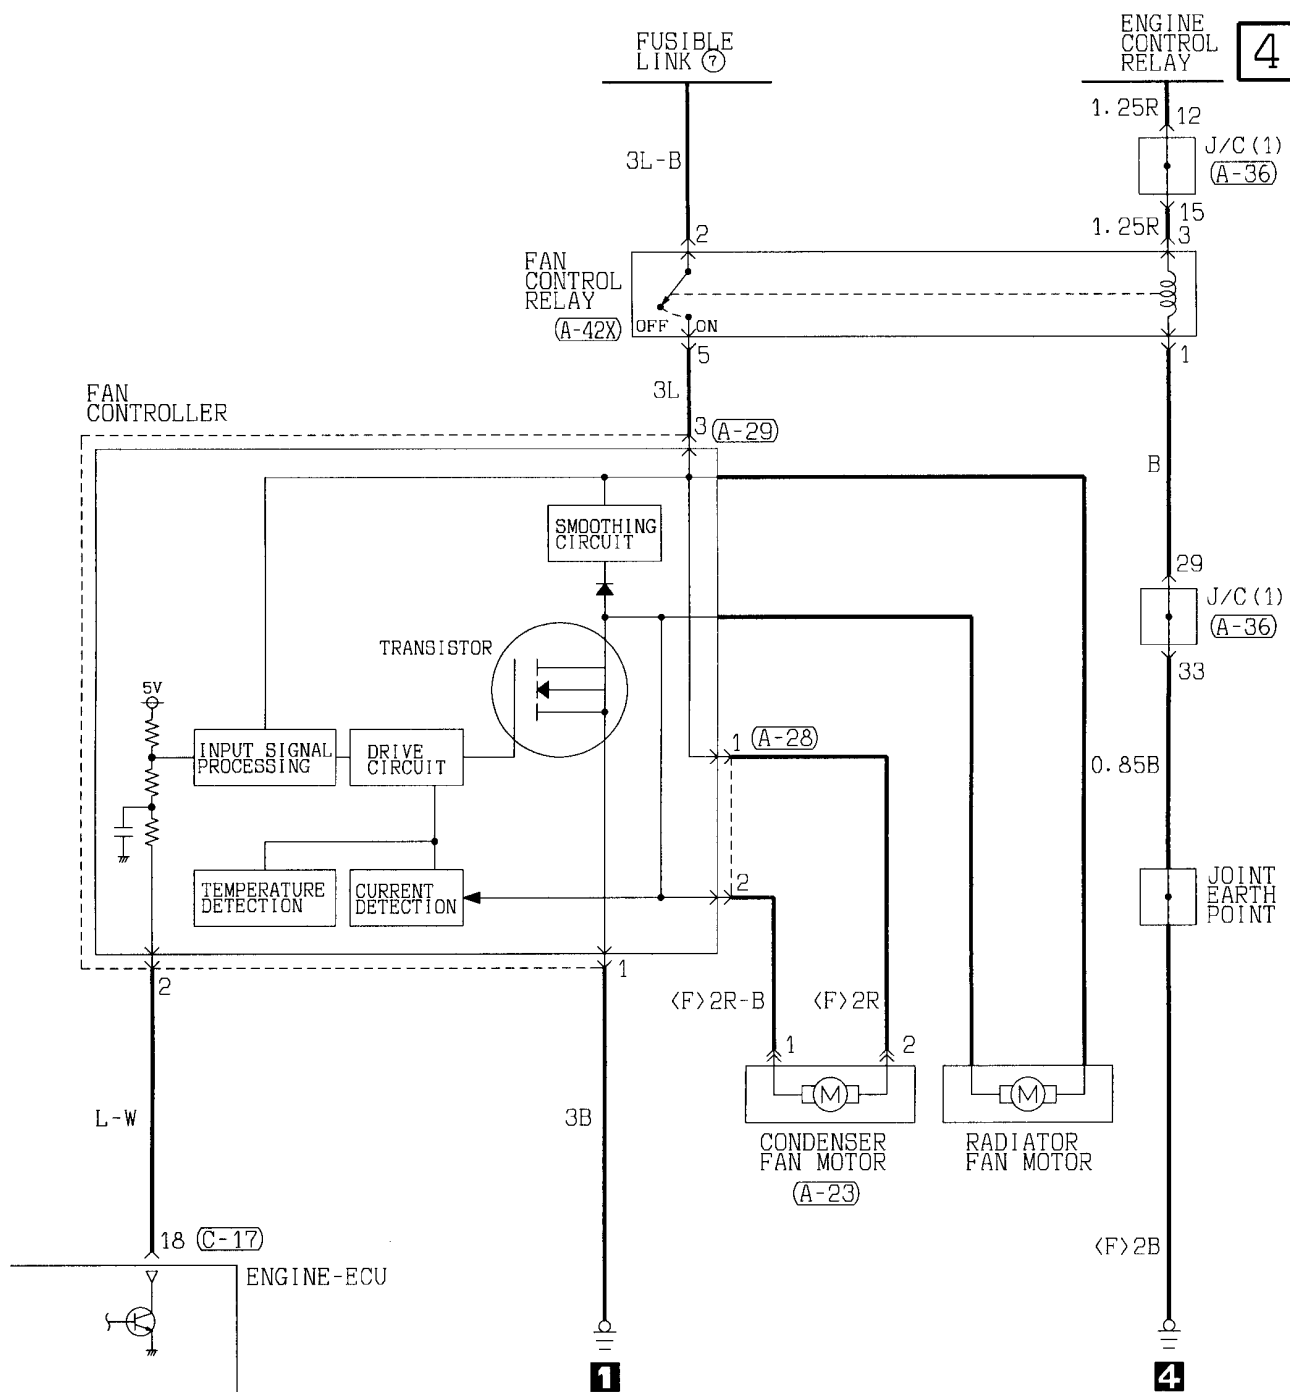 FUSIBLE
LINK ⑦
ENGINE
CONTROL
RELAY
4
1.25R
12
J/C(1)
(A-36)
3L-B
15
1.25R
3
2
FAN
CONTROL
RELAY
(A-42X)
OFF
ON
5
1
3L
FAN
CONTROLLER
3
(A-29)
B
SMOOTHING
CIRCUIT
29
J/C(1)
(A-36)
33
TRANSISTOR
5V
INPUT SIGNAL
PROCESSING
DRIVE
CIRCUIT
1
(A-28)
0.85B
TEMPERATURE
DETECTION
CURRENT
DETECTION
2
JOINT
EARTH
POINT
2
1
<F>2R-B
<F>2R
1
2
M
M
L-W
3B
CONDENSER
FAN MOTOR
(A-23)
RADIATOR
FAN MOTOR
18
(C-17)
<F>2B
ENGINE-ECU
1
4